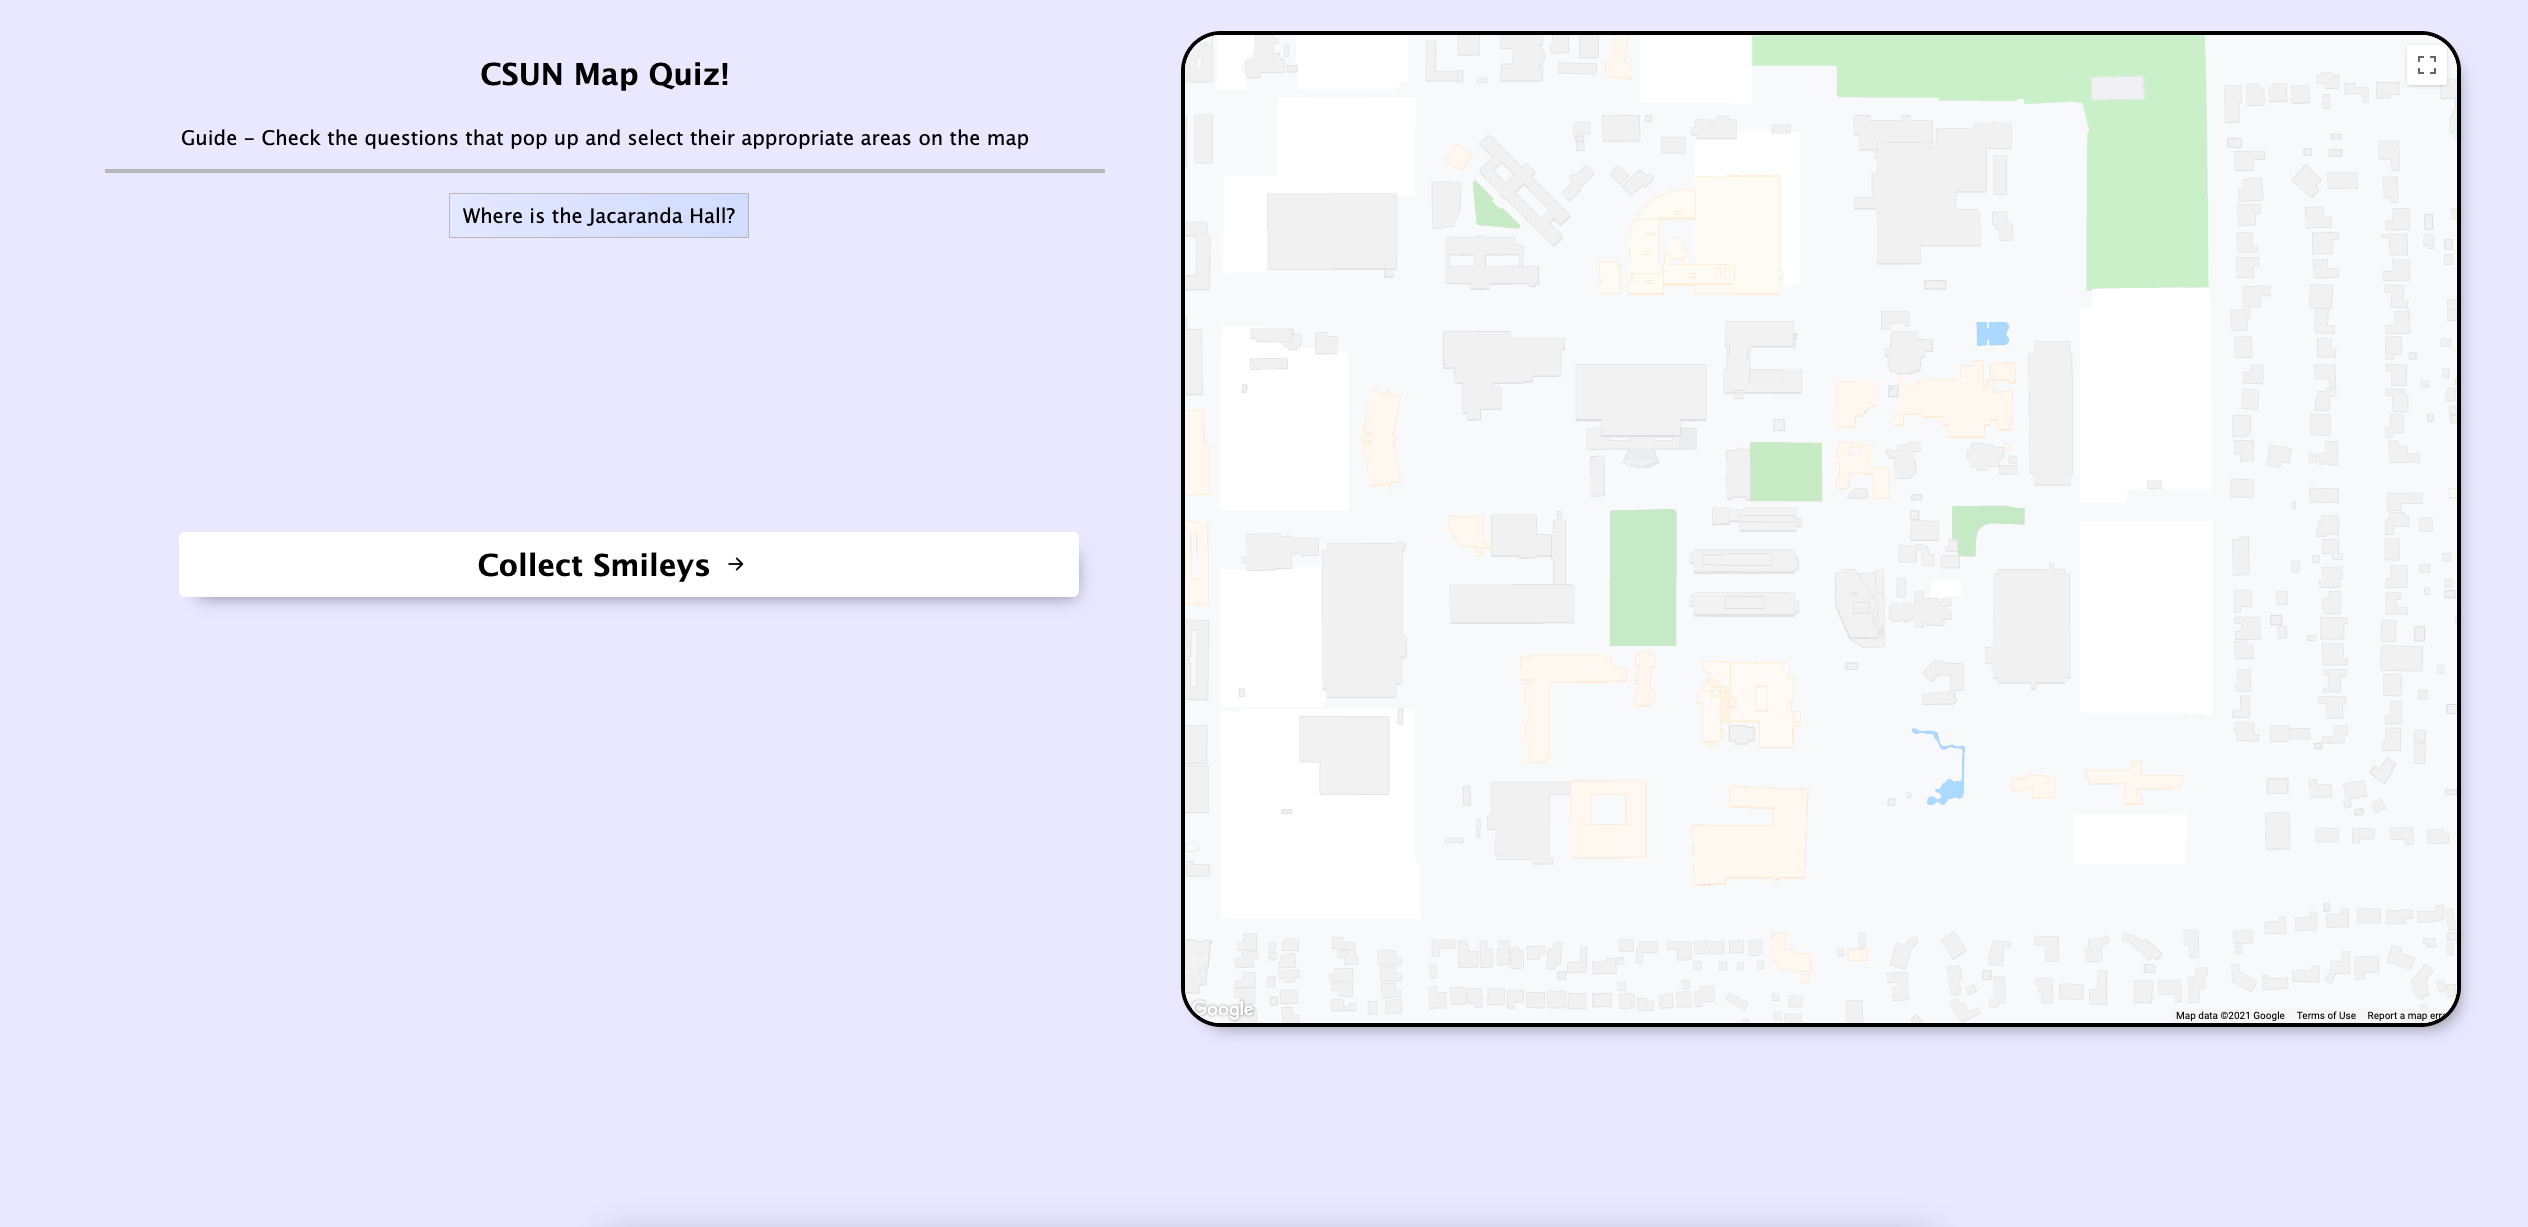 CSUN Map Quiz!
Guide – Check the questions that pop up and select their appropriate areas on the map
Where is the Jacaranda Hall?
Collect Smileys →
Google
Map data ©2021 Google Terms of Use Report a map err